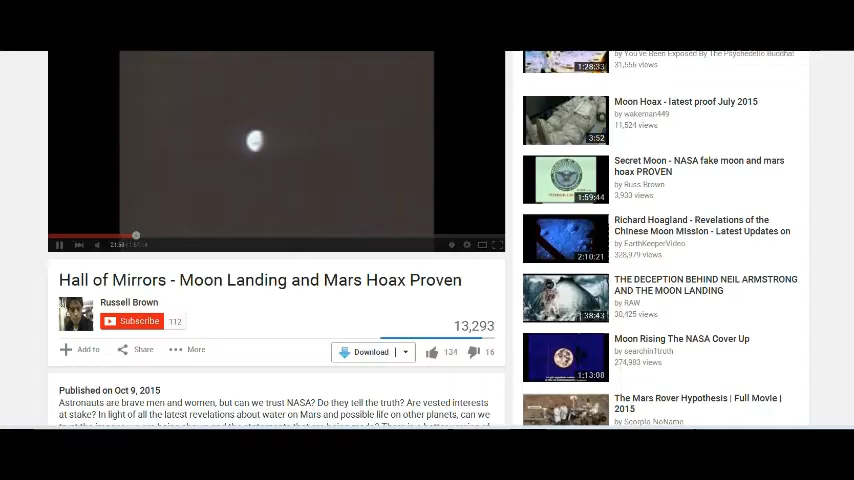 by You've Been Exposed By The Psychedelic Buddha!
31,556 views
1:28:33
Moon Hoax - latest proof July 2015
by wakeman449
11,524 views
3:52
Secret Moon - NASA fake moon and mars
hoax PROVEN
by Russ Brown
3,933 views
1:59:44
Richard Hoagland - Revelations of the
Chinese Moon Mission - Latest Updates on
by EarthKeeperVideo
328,979 views
2:10:21
THE DECEPTION BEHIND NEIL ARMSTRONG
AND THE MOON LANDING
by RAW
38:43
Moon Rising The NASA Cover Up
by searchin1truth
274,983 views
1:13:08
The Mars Rover Hypothesis | Full Movie |
2015
by Scorpio NoName
Hall of Mirrors - Moon Landing and Mars Hoax Proven
Russell Brown
Subscribe 112
13,293
Add to Share More
Download 134 16
Published on Oct 9, 2015
Astronauts are brave men and women, but can we trust NASA? Do they tell the truth? Are vested interests
at stake? In light of all the latest revelations about water on Mars and possible life on other planets, can we